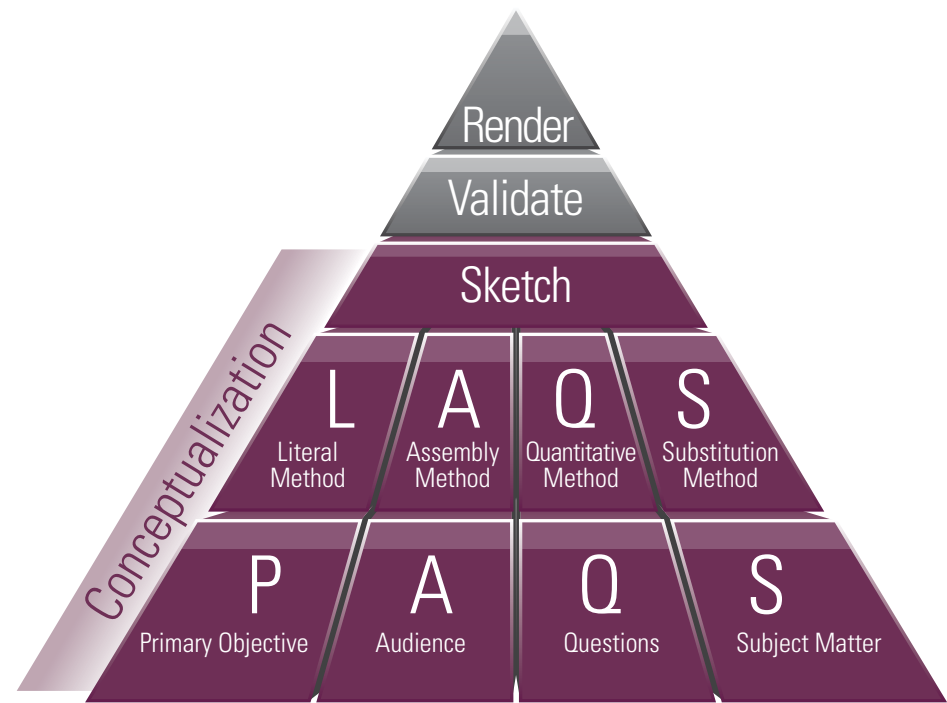 Render
Validate
Sketch
Conceptualization
L A Q S
Literal Method Assembly Method Quantitative Method Substitution Method
P A Q S
Primary Objective Audience Questions Subject Matter